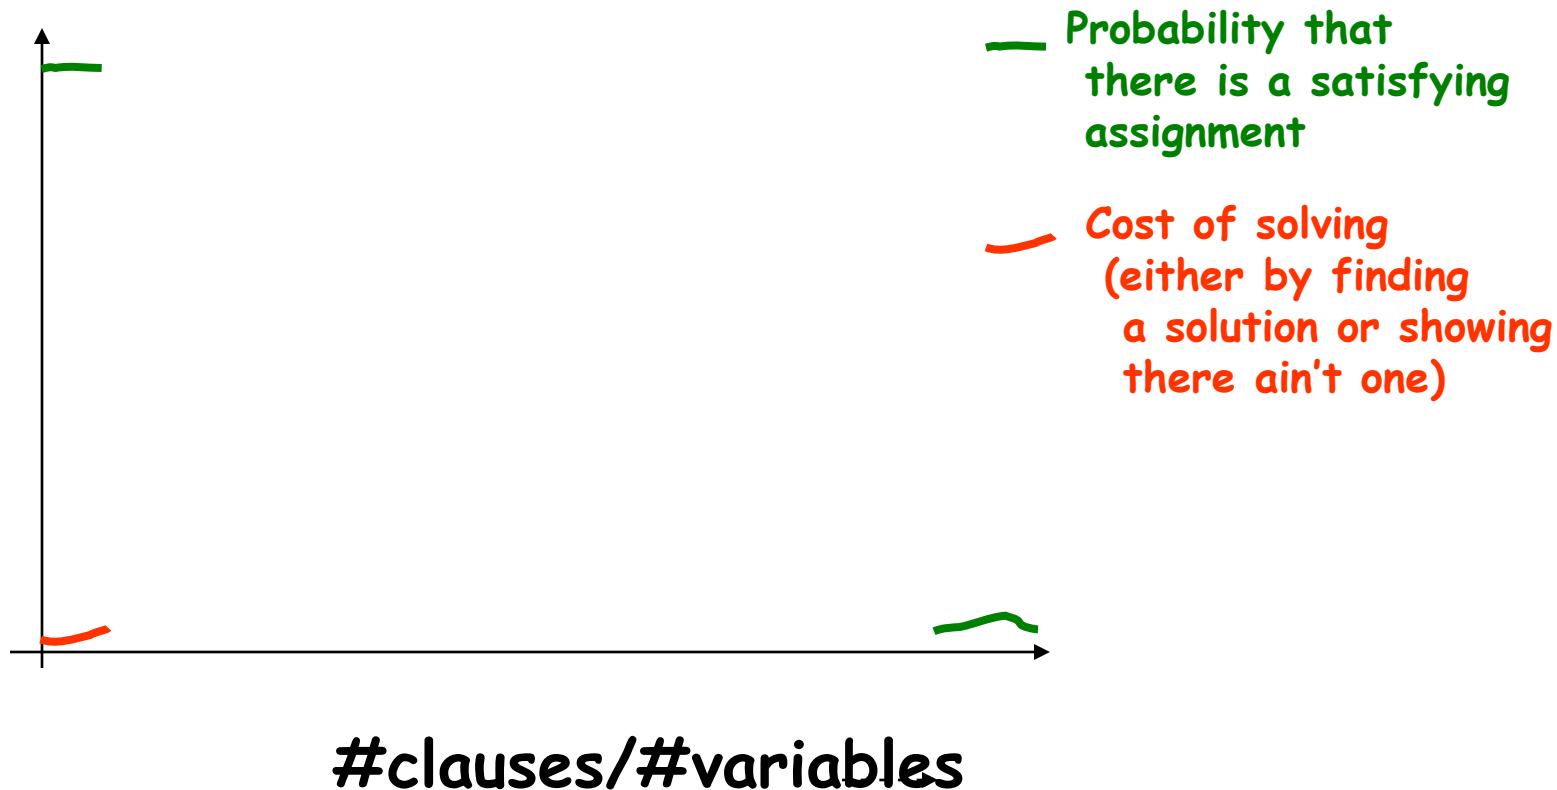 Probability that
there is a satisfying
assignment
Cost of solving
(either by finding
a solution or showing
there ain't one)
#clauses/#variables